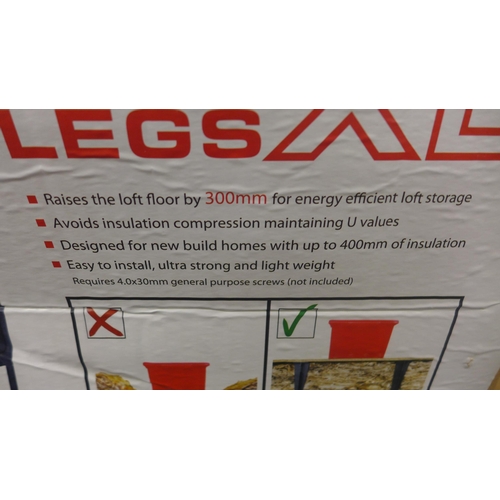 LEGS XL
Raises the loft floor by 300mm for energy efficient loft storage
Avoids insulation compression maintaining U values
Designed for new build homes with up to 400mm of insulation
Easy to install, ultra strong and light weight
Requires 4.0x30mm general purpose screws (not included)